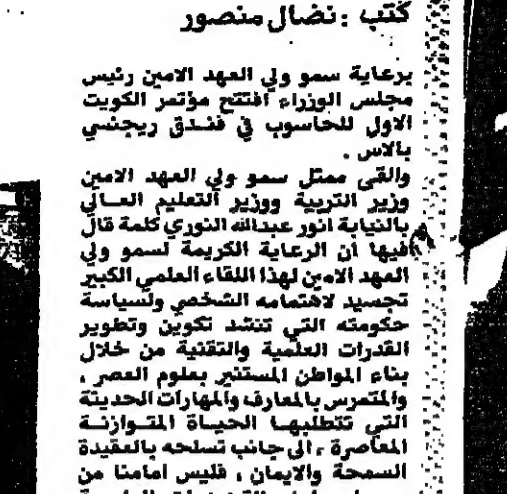 كتب : نضال منصور
برعاية سمو ولي العهد الامين رئيس
مجلس الوزراء افتتح مؤتمر الكويت
الاول للحاسوب في فندق ريجنسي
بالاس .
والقى ممثل سمو ولي العهد الامين
وزير التربية ووزير التعليم العالي
بالنيابة انور عبدالله النوري كلمة قال
فيها ان الرعاية الكريمة لسمو ولي
العهد الامين لهذا اللقاء العلمي الكبير
تجسيد لاهتمامه الشخصي ولسياسة
حكومته التي تنشد تكوين وتطوير
القدرات العلمية والتقنية من خلال
بناء المواطن المستنير بعلوم العصر ،
والمتمرس بالمعارف والمهارات الحديثة
التي تتطلبها الحياة المتوازنة
المعاصرة ، الى جانب تسلحه بالعقيدة
السمحة والايمان ، فليس امامنا من